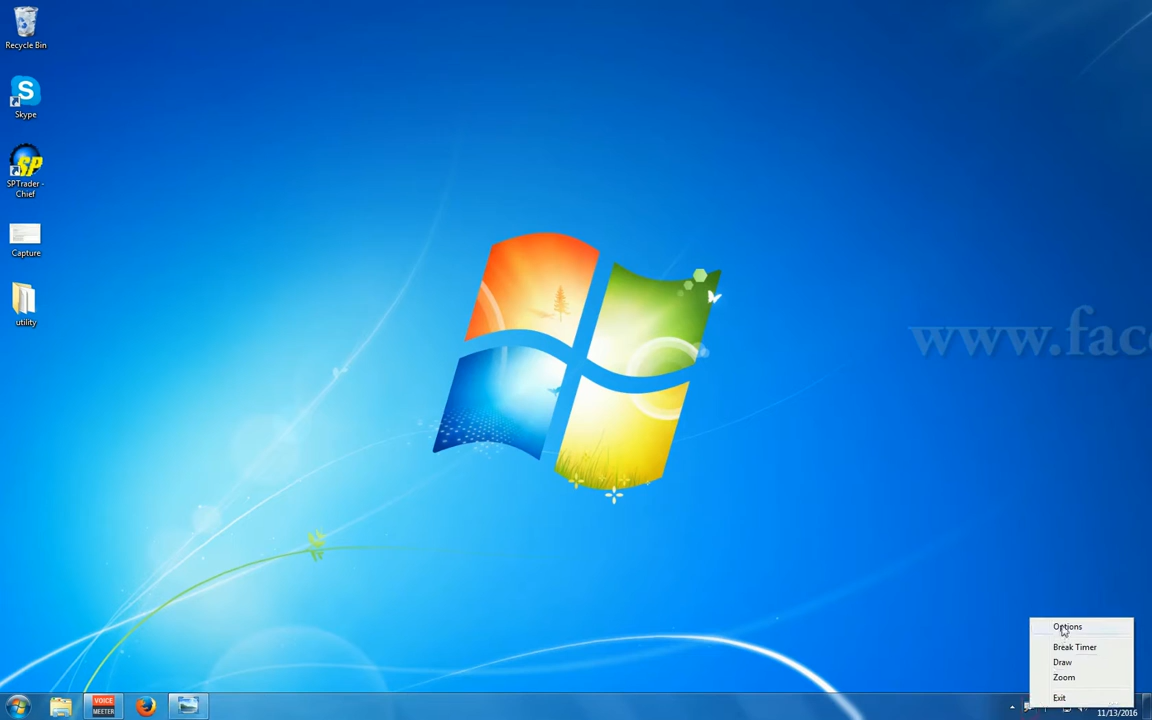 Recycle Bin
S
Skype
SP
SPTrader -
Chief
Capture
utility
www.fac
Options
Break Timer
Draw
Zoom
Exit
VOICE
MEETER
11/13/2016